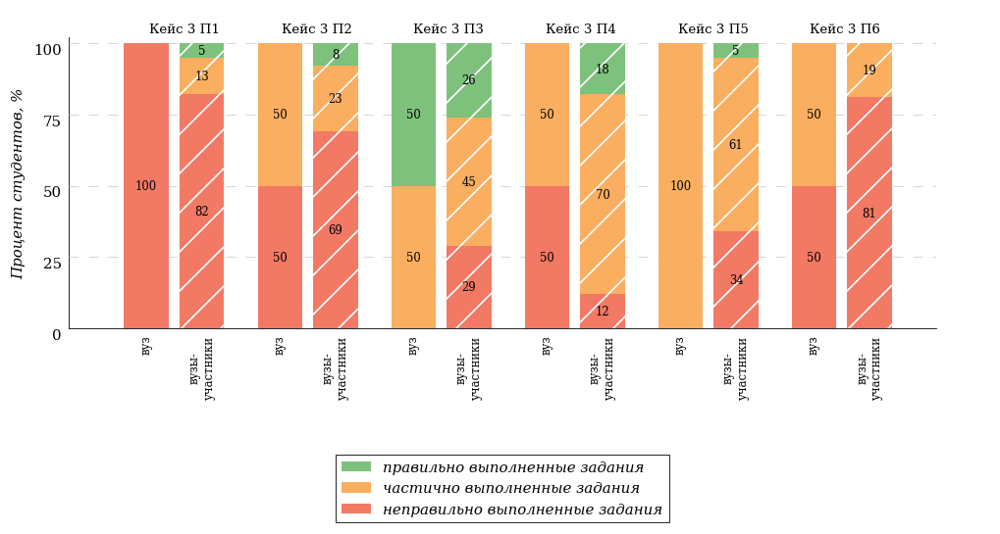 Кейс 3 П1 Кейс 3 П2 Кейс 3 П3 Кейс 3 П4 Кейс 3 П5 Кейс 3 П6
Процент студентов, %
100
75
50
25
0
100
5
13
82
50
50
8
23
69
50
50
26
45
29
50
50
18
70
12
100
5
61
34
50
50
19
81
вуз
вузы-
участники
вуз
вузы-
участники
вуз
вузы-
участники
вуз
вузы-
участники
вуз
вузы-
участники
вуз
вузы-
участники
правильно выполненные задания
частично выполненные задания
неправильно выполненные задания